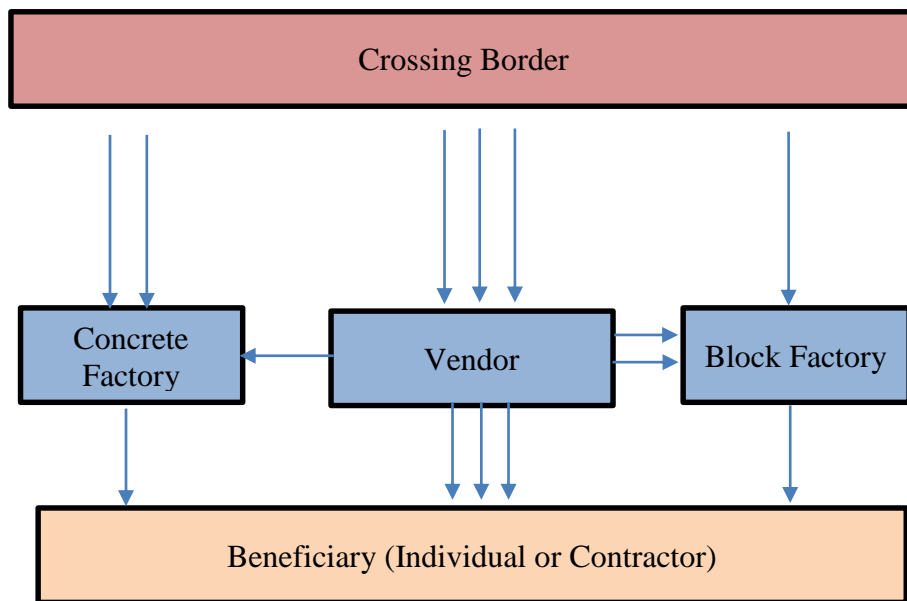 Crossing Border
Concrete
Factory
Vendor
Block Factory
Beneficiary (Individual or Contractor)